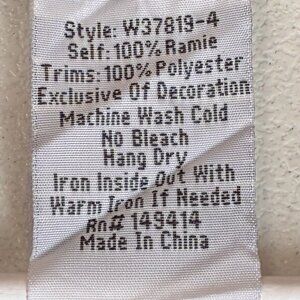 Style: W37819-4
Self: 100% Ramie
Trims: 100% Polyester
Exclusive Of Decoration
Machine Wash Cold
No Bleach
Hang Dry
Iron Inside Out With
Warm Iron If Needed
Rn# 149414
Made In China